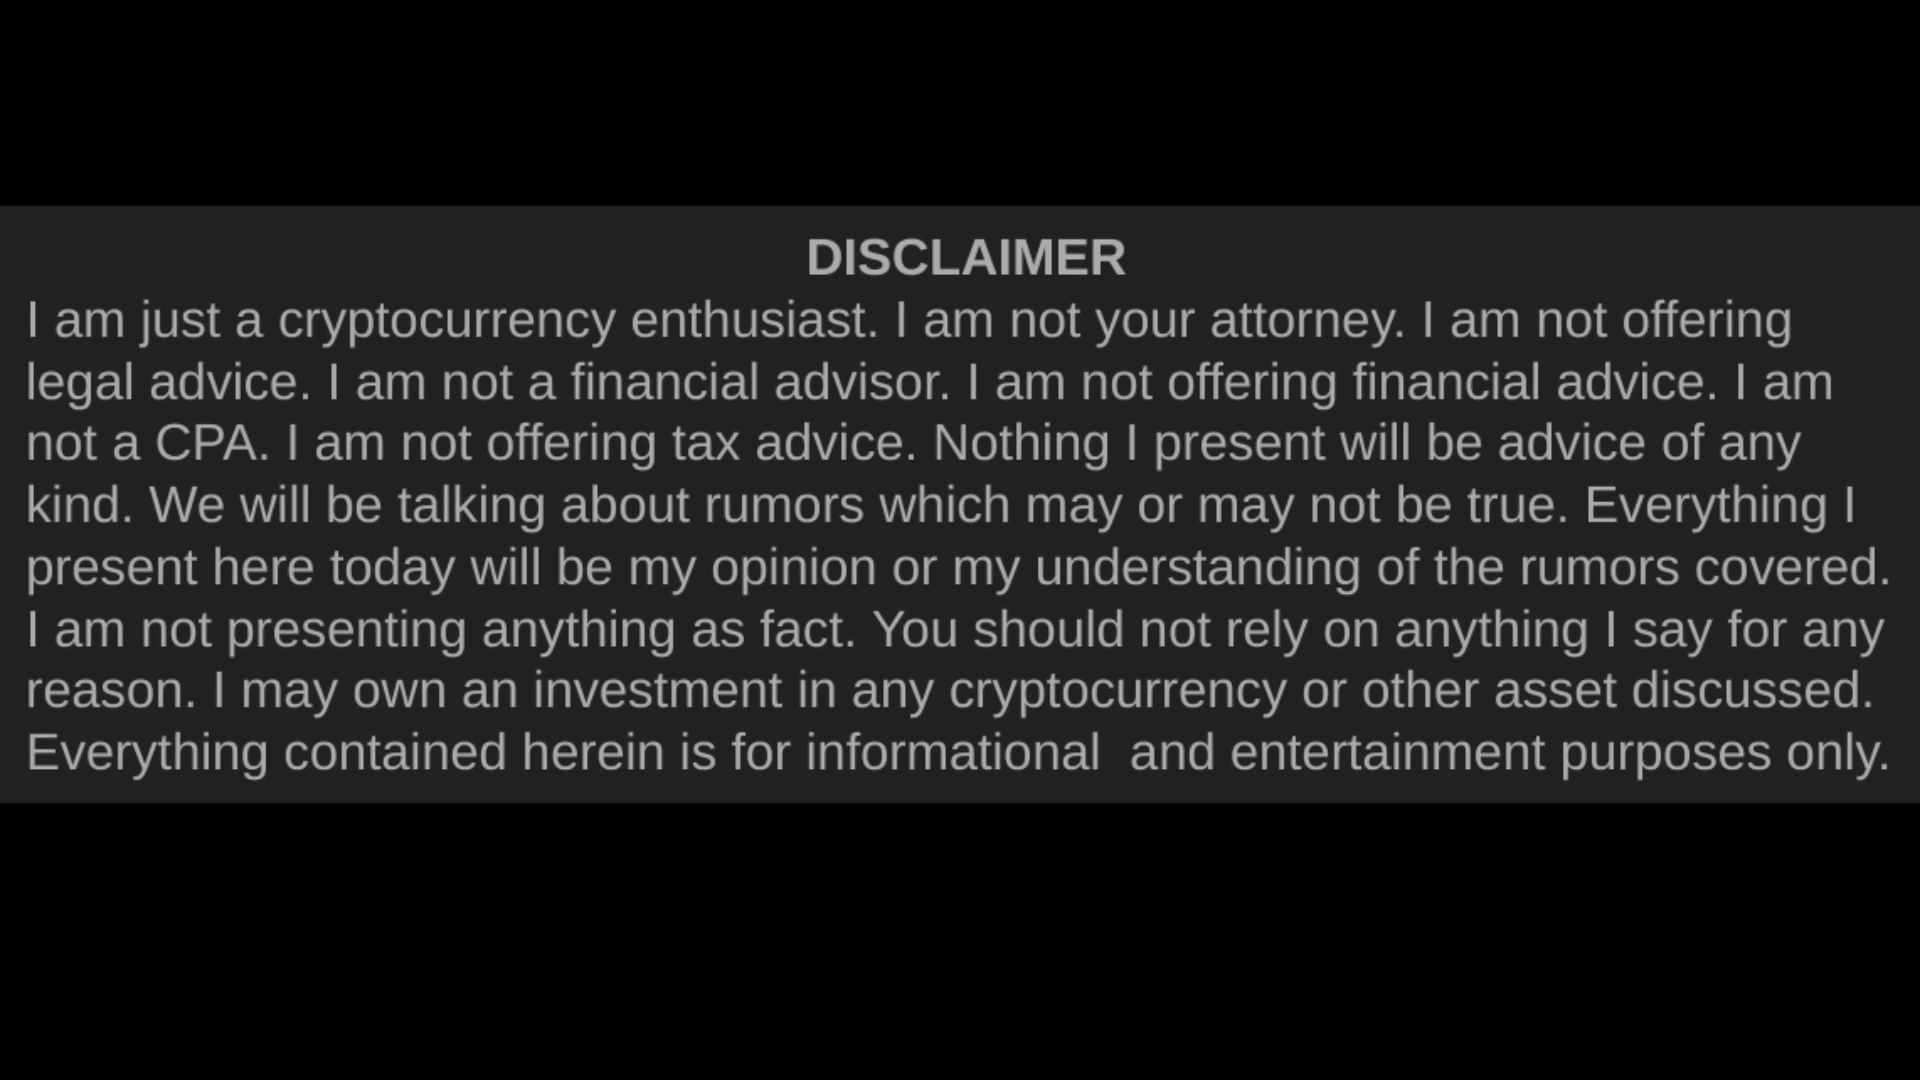 DISCLAIMER
I am just a cryptocurrency enthusiast. I am not your attorney. I am not offering
legal advice. I am not a financial advisor. I am not offering financial advice. I am
not a CPA. I am not offering tax advice. Nothing I present will be advice of any
kind. We will be talking about rumors which may or may not be true. Everything I
present here today will be my opinion or my understanding of the rumors covered.
I am not presenting anything as fact. You should not rely on anything I say for any
reason. I may own an investment in any cryptocurrency or other asset discussed.
Everything contained herein is for informational  and entertainment purposes only.